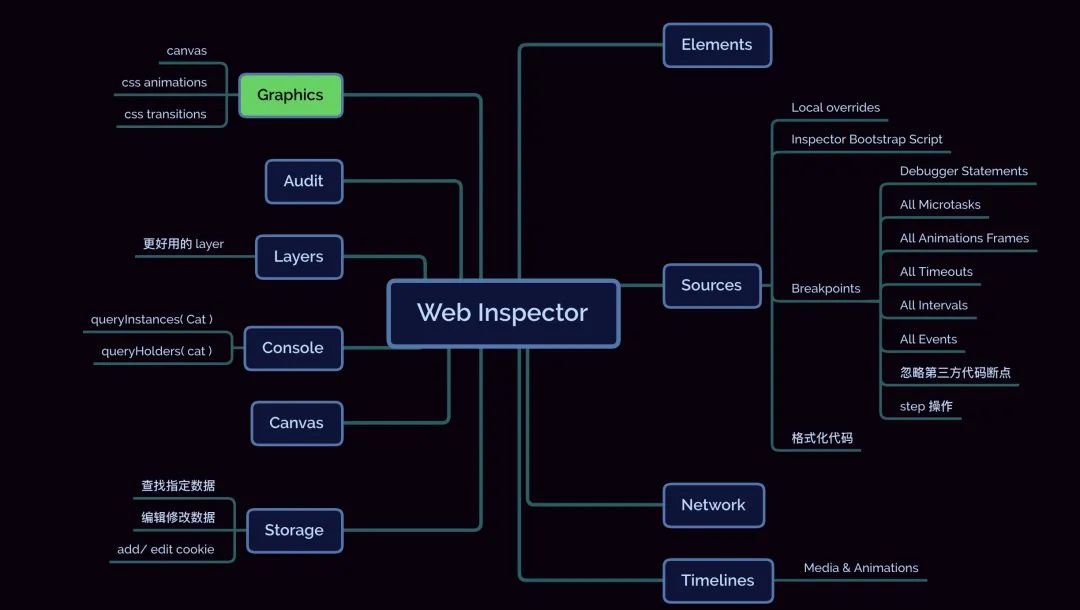 Web Inspector
Graphics
canvas
css animations
css transitions
Audit
Layers
更好用的 layer
Console
queryInstances( Cat )
queryHolders( cat )
Canvas
Storage
查找指定数据
编辑修改数据
add/ edit cookie
Elements
Sources
Local overrides
Inspector Bootstrap Script
Breakpoints
Debugger Statements
All Microtasks
All Animations Frames
All Timeouts
All Intervals
All Events
忽略第三方代码断点
step 操作
格式化代码
Network
Timelines
Media & Animations